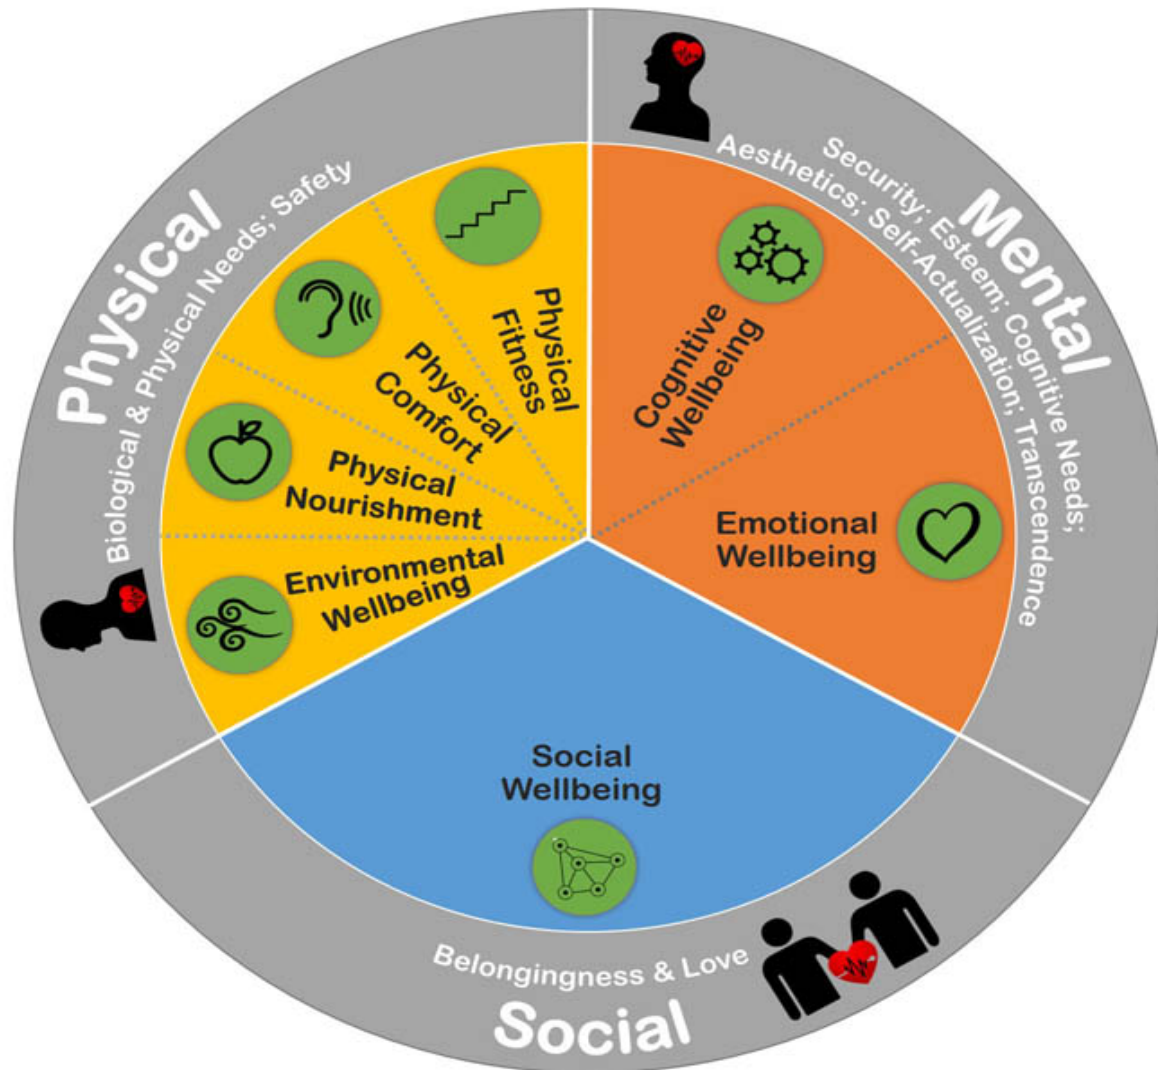 Physical
Biological & Physical Needs; Safety
Physical
Fitness
Physical
Comfort
Physical
Nourishment
Environmental
Wellbeing
Mental
Security; Esteem; Cognitive Needs;
Aesthetics; Self-Actualization; Transcendence
Cognitive
Wellbeing
Emotional
Wellbeing
Social
Wellbeing
Belongingness & Love
Social